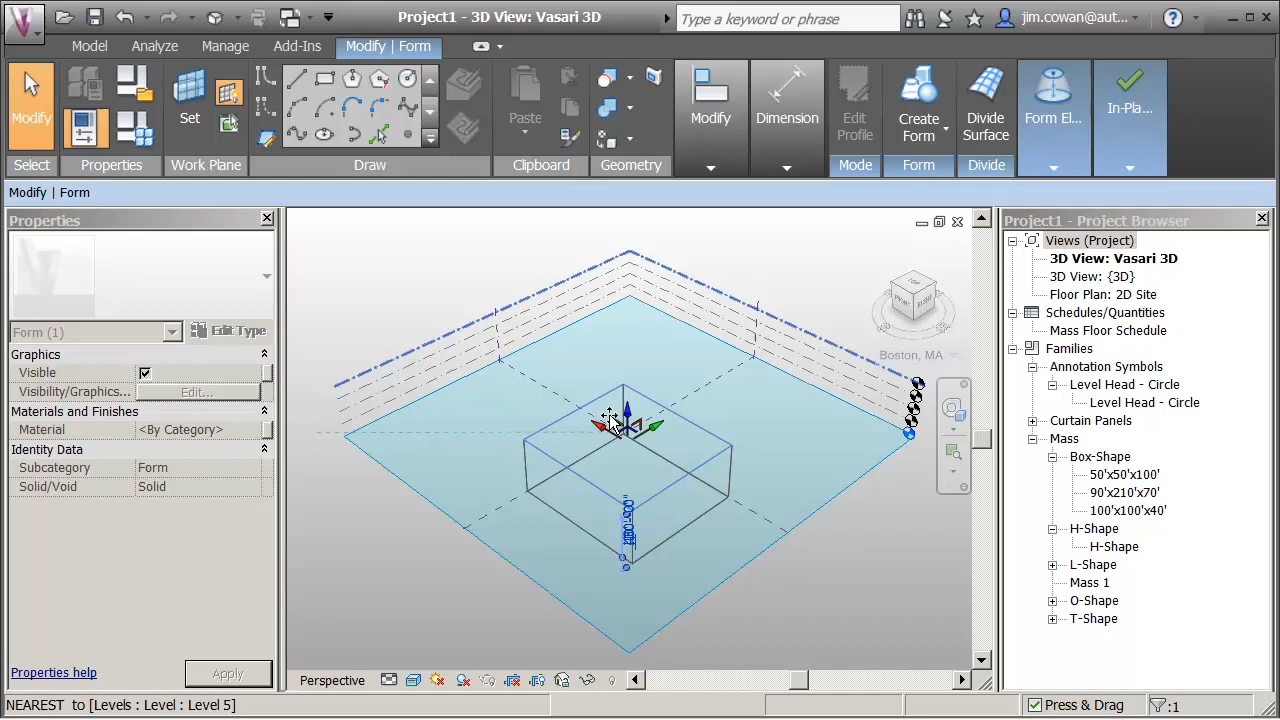 Project1 - 3D View: Vasari 3D
Type a keyword or phrase
jim.cowan@aut...
Model
Analyze
Manage
Add-Ins
Modify | Form
Modify
Set
Paste
Modify
Dimension
Edit
Profile
Create
Form
Divide
Surface
Form El...
In-Pla...
Select
Properties
Work Plane
Draw
Clipboard
Geometry
Mode
Form
Divide
Modify | Form
Properties
Form (1)
Edit Type
Graphics
Visible
Visibility/Graphics...
Edit...
Materials and Finishes
Material
<By Category>
Identity Data
Subcategory
Form
Solid/Void
Solid
Properties help
Apply
TOP
Boston, MA
Perspective
Project1 - Project Browser
Views (Project)
3D View: Vasari 3D
3D View: {3D}
Floor Plan: 2D Site
Schedules/Quantities
Mass Floor Schedule
Families
Annotation Symbols
Level Head - Circle
Level Head - Circle
Curtain Panels
Mass
Box-Shape
50'x50'x100'
90'x210'x70'
100'x100'x40'
H-Shape
H-Shape
L-Shape
Mass 1
O-Shape
T-Shape
NEAREST to [Levels : Level : Level 5]
Press & Drag
:1